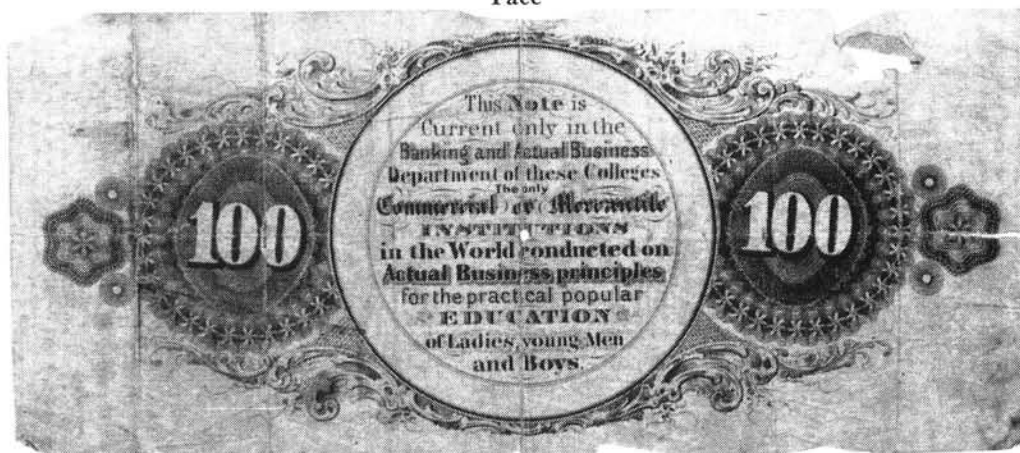 Face
This Note is
Current only in the
Banking and Actual Business
Department of these Colleges
The only
Commercial or Mercantile
INSTITUTIONS
in the World conducted on
Actual Business principles
for the practical popular
EDUCATION
of Ladies, young Men
and Boys.
100
100